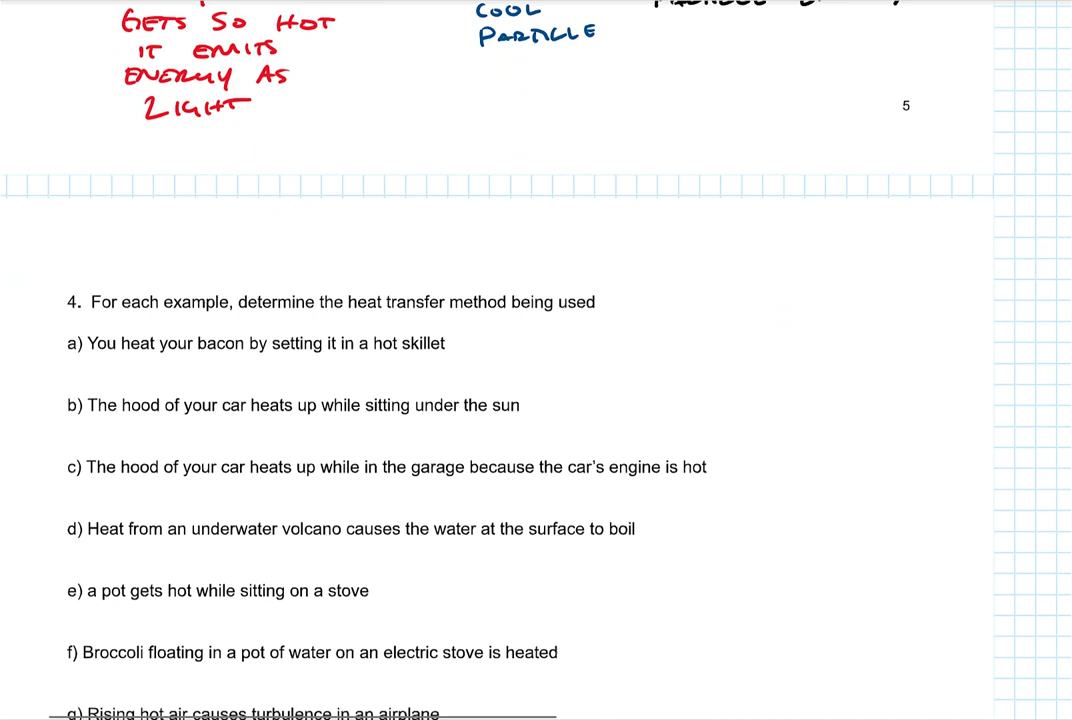 GETS SO HOT
IT EMITS
ENERGY AS
LIGHT
COOL
PARTICLE
5
4. For each example, determine the heat transfer method being used
a) You heat your bacon by setting it in a hot skillet
b) The hood of your car heats up while sitting under the sun
c) The hood of your car heats up while in the garage because the car's engine is hot
d) Heat from an underwater volcano causes the water at the surface to boil
e) a pot gets hot while sitting on a stove
f) Broccoli floating in a pot of water on an electric stove is heated
g) Rising hot air causes turbulence in an airplane